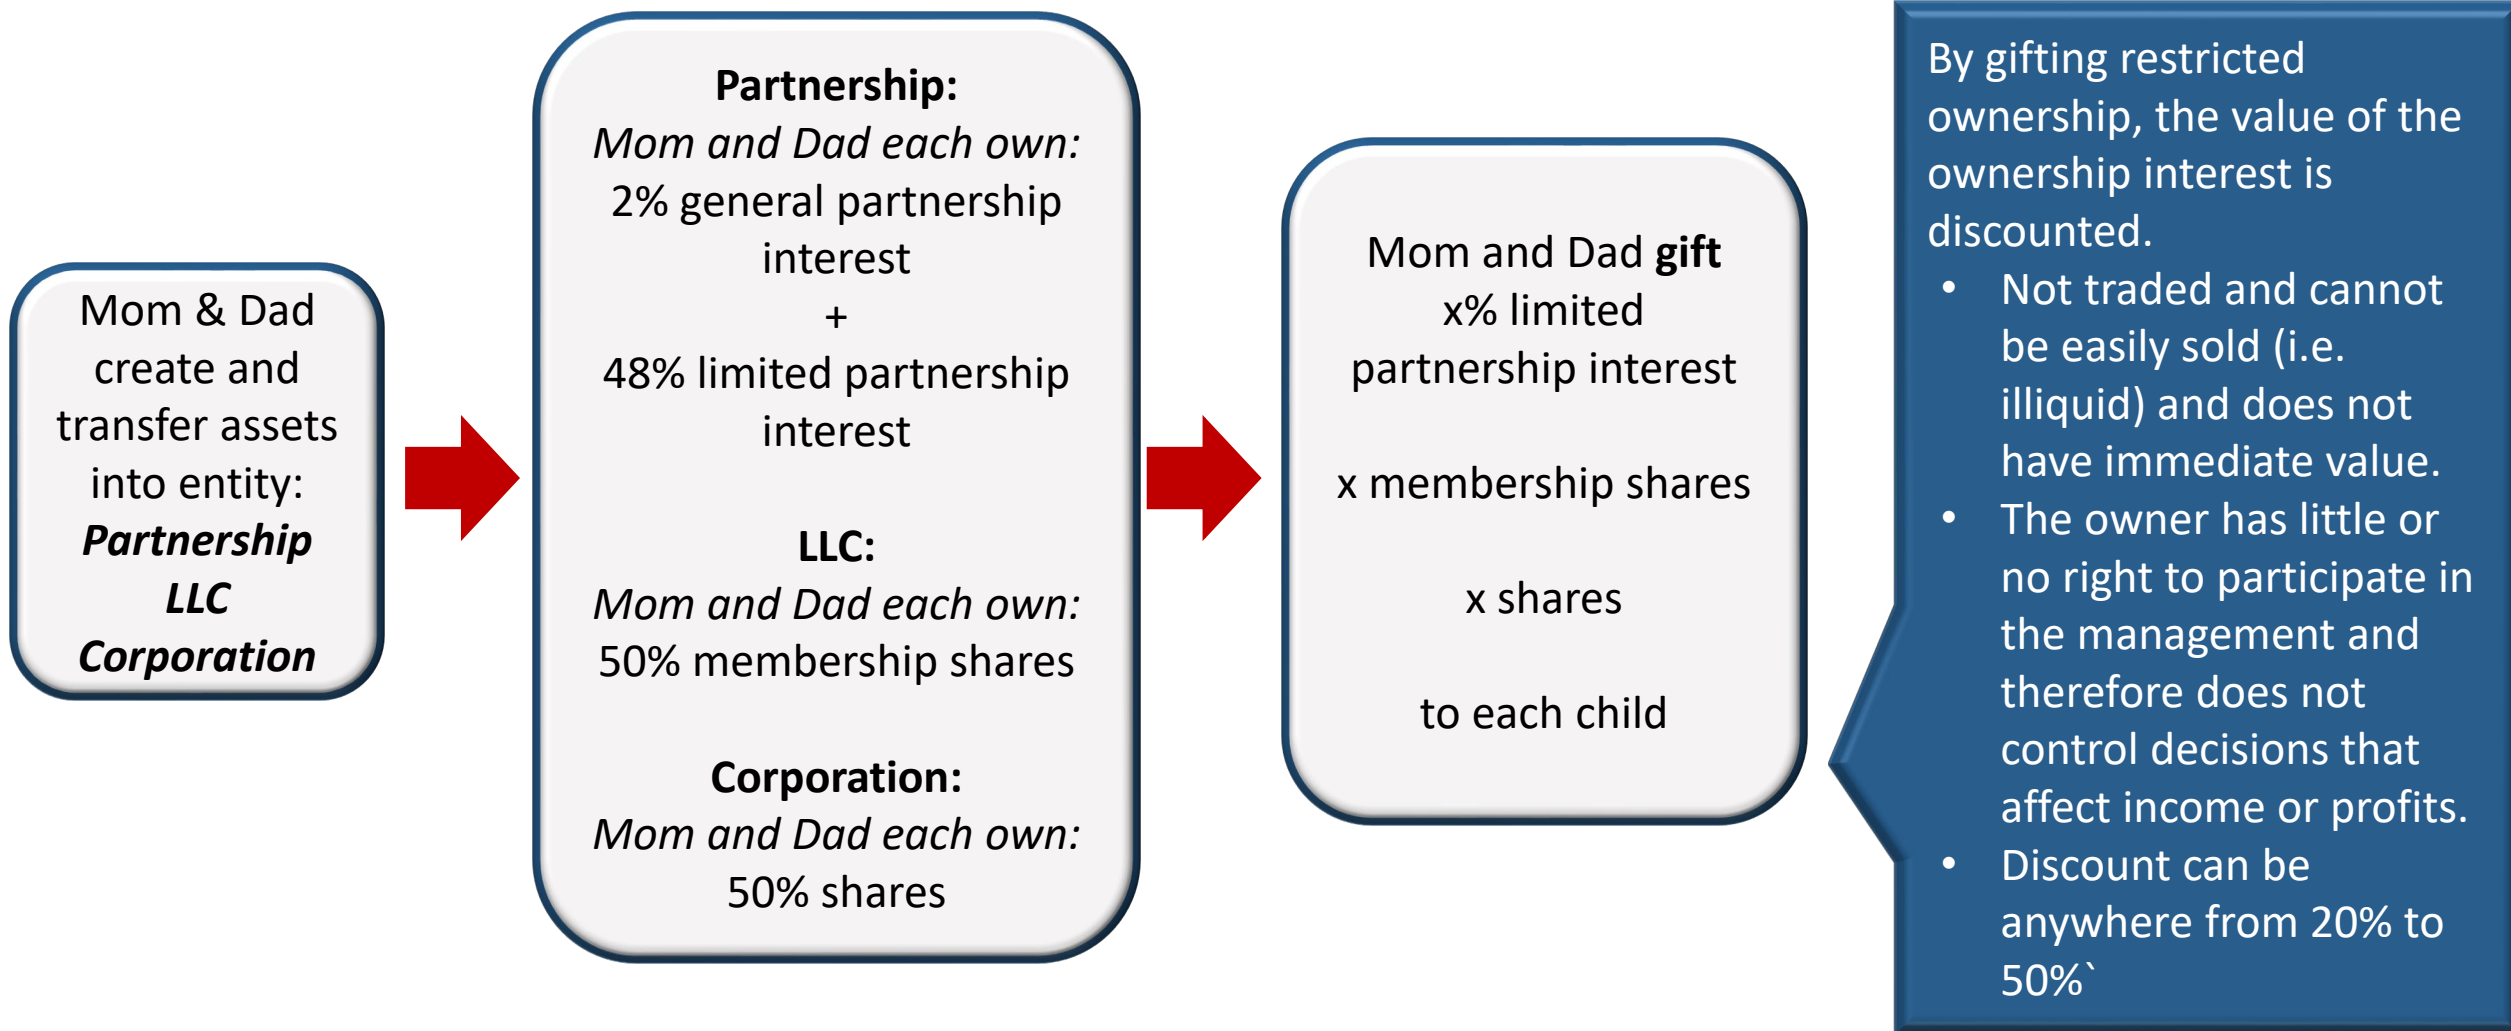 Mom & Dad
create and
transfer assets
into entity:
Partnership
LLC
Corporation
Partnership:
Mom and Dad each own:
2% general partnership
interest
+
48% limited partnership
interest
LLC:
Mom and Dad each own:
50% membership shares
Corporation:
Mom and Dad each own:
50% shares
Mom and Dad gift
x% limited
partnership interest
x membership shares
x shares
to each child
By gifting restricted
ownership, the value of the
ownership interest is
discounted.
• Not traded and cannot
be easily sold (i.e.
illiquid) and does not
have immediate value.
• The owner has little or
no right to participate in
the management and
therefore does not
control decisions that
affect income or profits.
• Discount can be
anywhere from 20% to
50%`